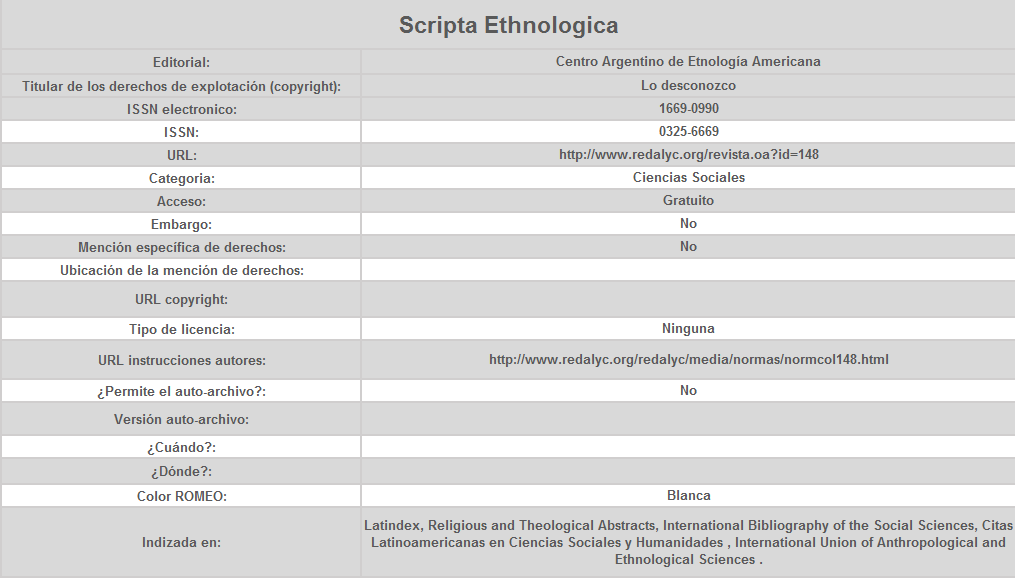 Scripta Ethnologica
Editorial: Centro Argentino de Etnología Americana
Titular de los derechos de explotación (copyright): Lo desconozco
ISSN electronico: 1669-0990
ISSN: 0325-6669
URL: http://www.redalyc.org/revista.oa?id=148
Categoria: Ciencias Sociales
Acceso: Gratuito
Embargo: No
Mención específica de derechos: No
Ubicación de la mención de derechos:
URL copyright:
Tipo de licencia: Ninguna
URL instrucciones autores: http://www.redalyc.org/redalyc/media/normas/normcol148.html
¿Permite el auto-archivo?: No
Versión auto-archivo:
¿Cuándo?:
¿Dónde?:
Color ROMEO: Blanca
Indizada en: Latindex, Religious and Theological Abstracts, International Bibliography of the Social Sciences, Citas
Latinoamericanas en Ciencias Sociales y Humanidades , International Union of Anthropological and
Ethnological Sciences .